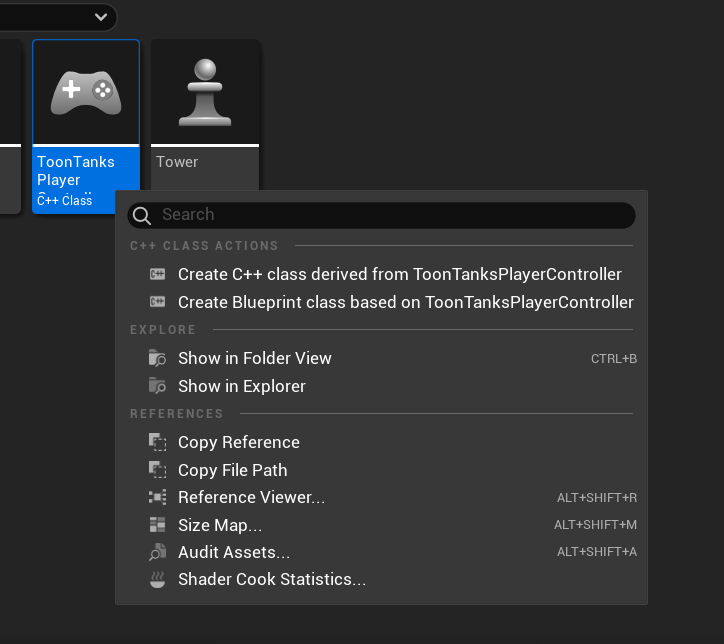 ToonTanks
Player
C++ Class
Tower
Search
C++ CLASS ACTIONS
Create C++ class derived from ToonTanksPlayerController
Create Blueprint class based on ToonTanksPlayerController
EXPLORE
Show in Folder View CTRL+B
Show in Explorer
REFERENCES
Copy Reference
Copy File Path
Reference Viewer... ALT+SHIFT+R
Size Map... ALT+SHIFT+M
Audit Assets... ALT+SHIFT+A
Shader Cook Statistics...